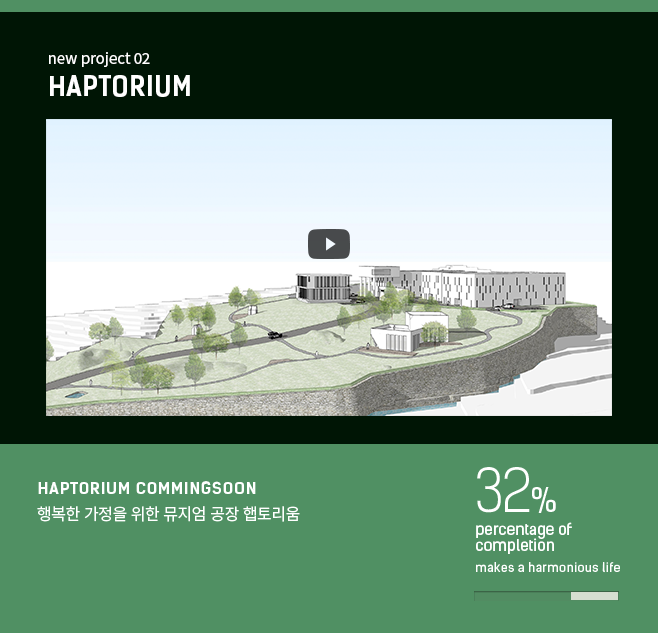 new project 02
HAPTORIUM
HAPTORIUM COMMINGSOON
행복한 가정을 위한 뮤지엄 공장 햅토리움
32%
percentage of
completion
makes a harmonious life